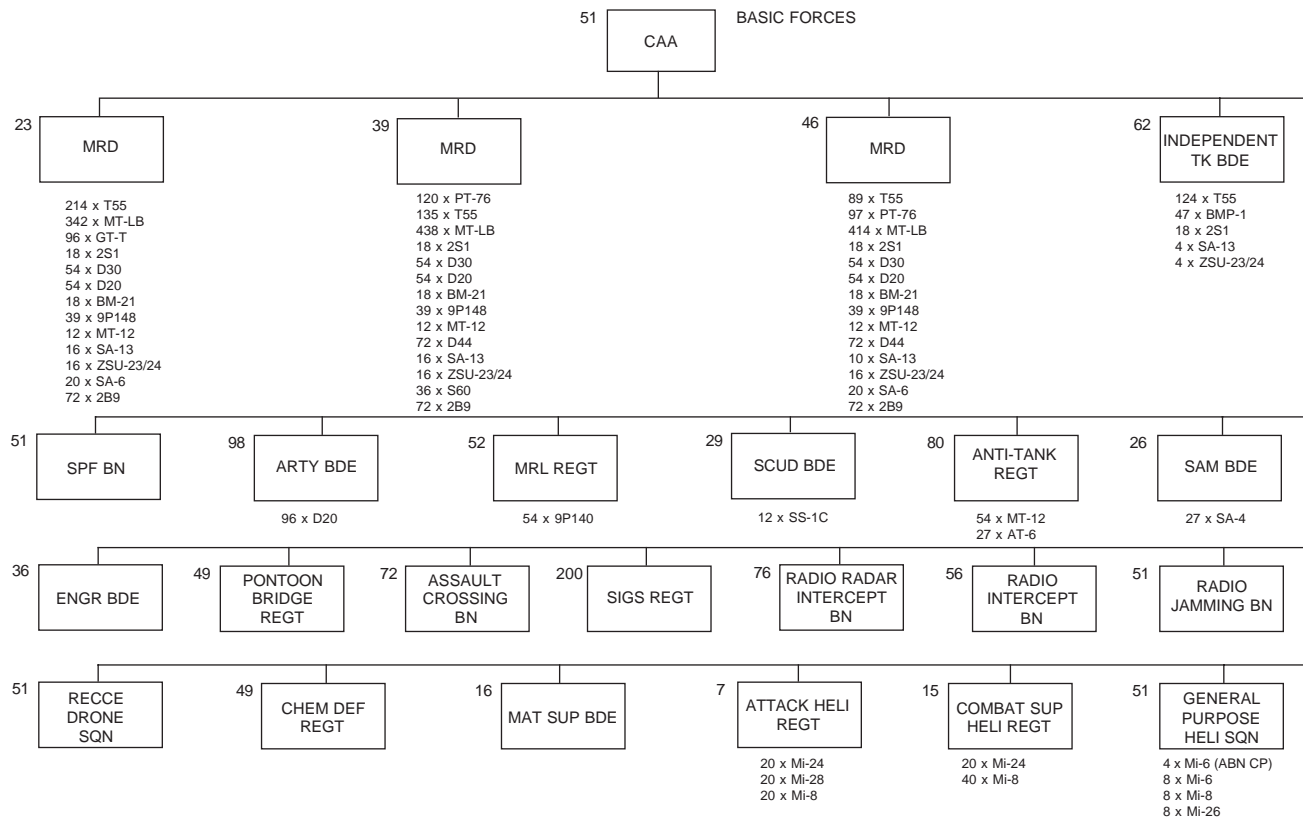 51
BASIC FORCES
CAA
23
MRD
214 x T55
342 x MT-LB
96 x GT-T
18 x 2S1
54 x D30
54 x D20
18 x BM-21
39 x 9P148
12 x MT-12
16 x SA-13
16 x ZSU-23/24
20 x SA-6
72 x 2B9
39
MRD
120 x PT-76
135 x T55
438 x MT-LB
18 x 2S1
54 x D30
54 x D20
18 x BM-21
39 x 9P148
12 x MT-12
72 x D44
16 x SA-13
16 x ZSU-23/24
36 x S60
72 x 2B9
46
MRD
89 x T55
97 x PT-76
414 x MT-LB
18 x 2S1
54 x D30
54 x D20
18 x BM-21
39 x 9P148
12 x MT-12
72 x D44
10 x SA-13
16 x ZSU-23/24
20 x SA-6
72 x 2B9
62
INDEPENDENT
TK BDE
124 x T55
47 x BMP-1
18 x 2S1
4 x SA-13
4 x ZSU-23/24
51
SPF BN
98
ARTY BDE
96 x D20
52
MRL REGT
54 x 9P140
29
SCUD BDE
12 x SS-1C
80
ANTI-TANK
REGT
54 x MT-12
27 x AT-6
26
SAM BDE
27 x SA-4
36
ENGR BDE
49
PONTOON
BRIDGE
REGT
72
ASSAULT
CROSSING
BN
200
SIGS REGT
76
RADIO RADAR
INTERCEPT
BN
56
RADIO
INTERCEPT
BN
51
RADIO
JAMMING BN
51
RECCE
DRONE
SQN
49
CHEM DEF
REGT
16
MAT SUP BDE
7
ATTACK HELI
REGT
20 x Mi-24
20 x Mi-28
20 x Mi-8
15
COMBAT SUP
HELI REGT
20 x Mi-24
40 x Mi-8
51
GENERAL
PURPOSE
HELI SQN
4 x Mi-6 (ABN CP)
8 x Mi-6
8 x Mi-8
8 x Mi-26